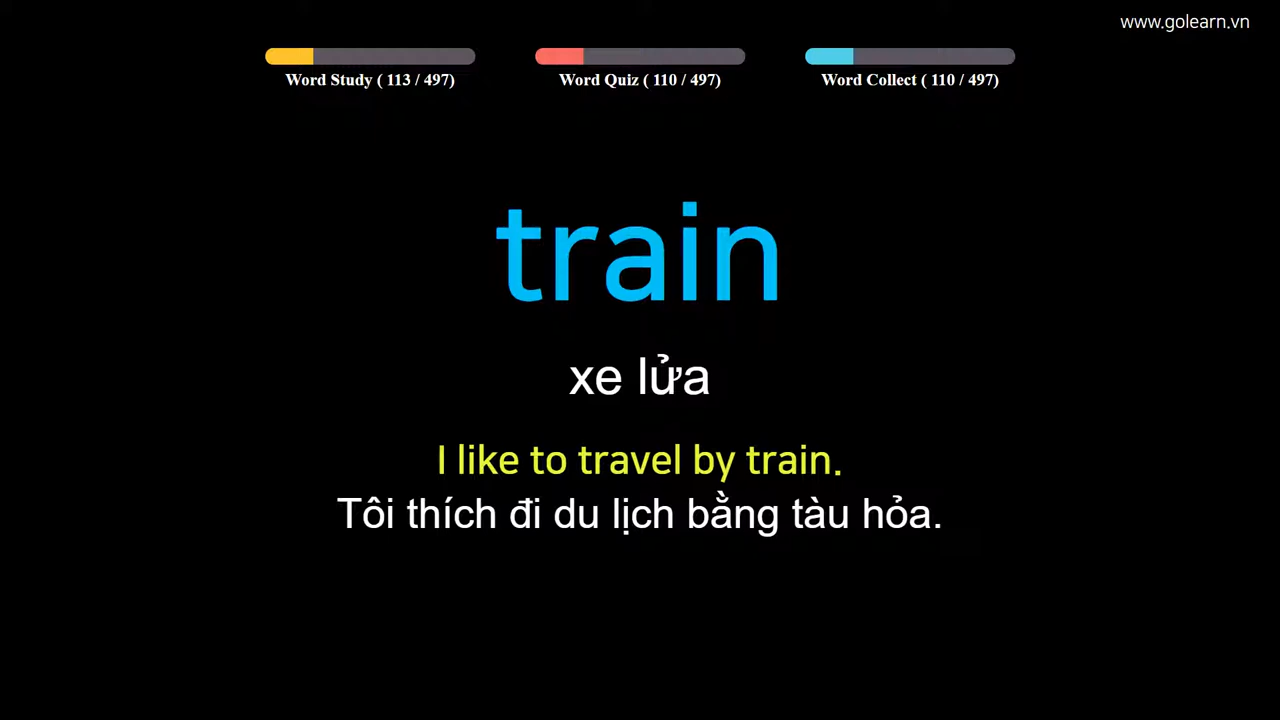 www.golearn.vn
Word Study ( 113 / 497)
Word Quiz ( 110 / 497)
Word Collect ( 110 / 497)
train
xe lửa
I like to travel by train.
Tôi thích đi du lịch bằng tàu hỏa.